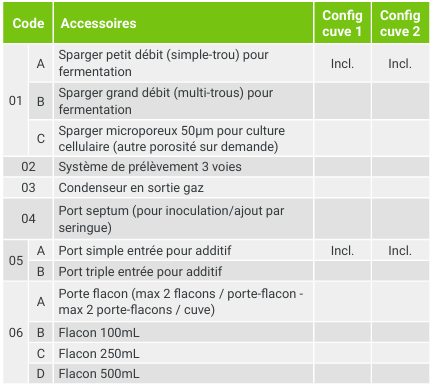 Code Accessoires Config cuve 1 Config cuve 2
01 A Sparger petit débit (simple-trou) pour fermentation Incl. Incl.
B Sparger grand débit (multi-trous) pour fermentation
C Sparger microporeux 50µm pour culture cellulaire (autre porosité sur demande)
02 Système de prélèvement 3 voies
03 Condenseur en sortie gaz
04 Port septum (pour inoculation/ajout par seringue)
05 A Port simple entrée pour additif Incl. Incl.
B Port triple entrée pour additif
06 A Porte flacon (max 2 flacons / porte-flacon - max 2 porte-flacons / cuve)
B Flacon 100mL
C Flacon 250mL
D Flacon 500mL